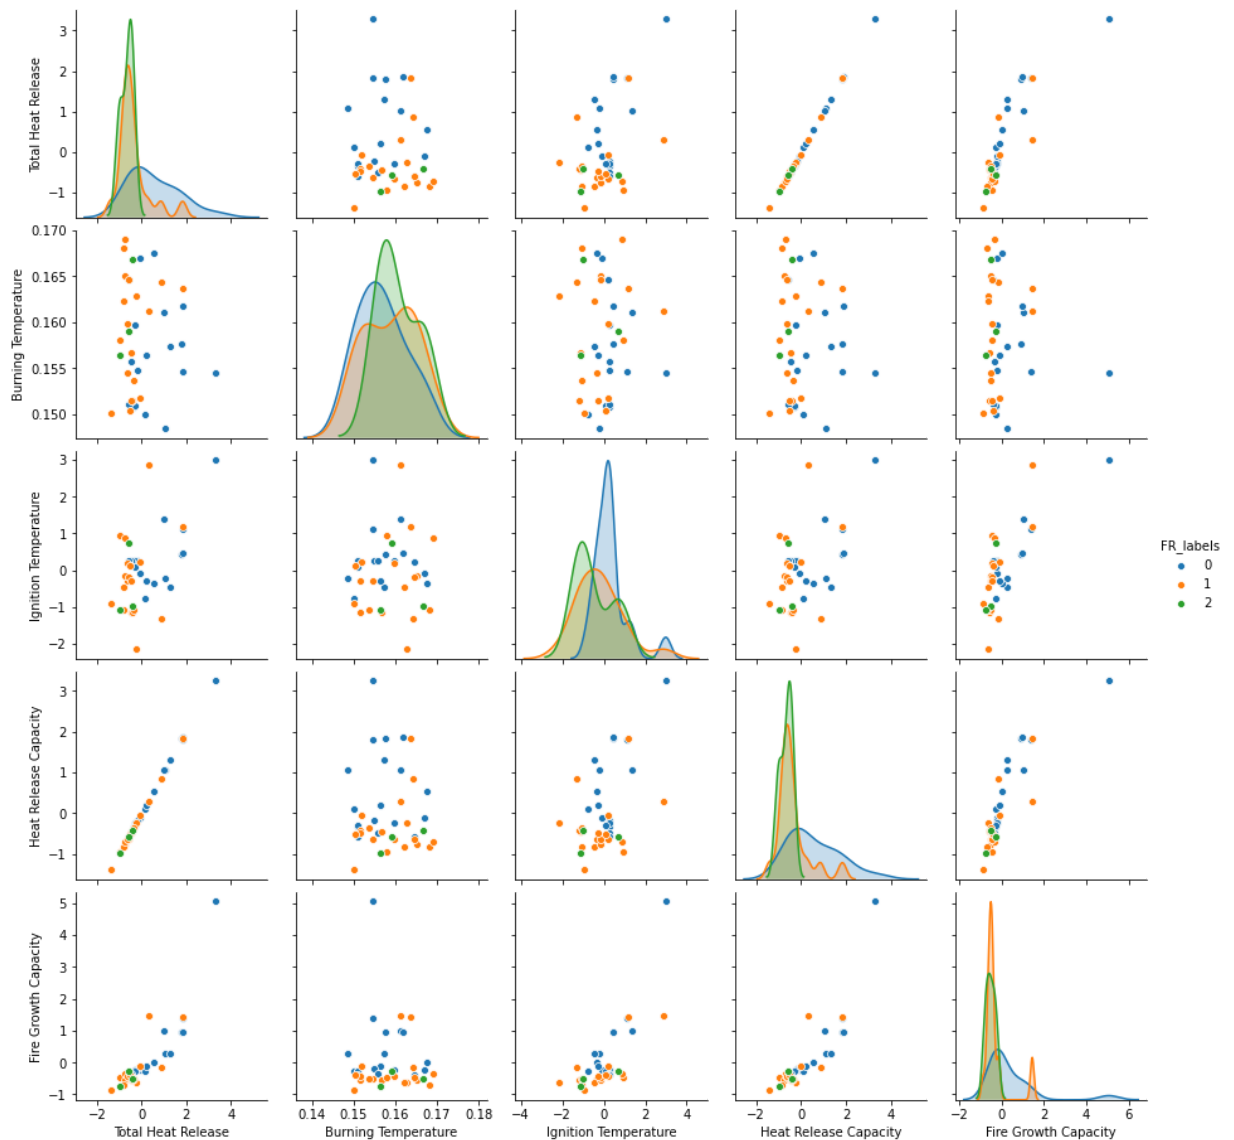 3
2
1
0
−1
Total Heat Release
0.170
0.165
0.160
0.155
0.150
Burning Temperature
3
2
1
0
−1
−2
Ignition Temperature
FR_labels
0
1
2
3
2
1
0
−1
Heat Release Capacity
5
4
3
2
1
0
−1
Fire Growth Capacity
−2 0 2 4
0.14 0.15 0.16 0.17 0.18
−4 −2 0 2 4
−2 0 2 4
−2 0 2 4 6
Total Heat Release
Burning Temperature
Ignition Temperature
Heat Release Capacity
Fire Growth Capacity